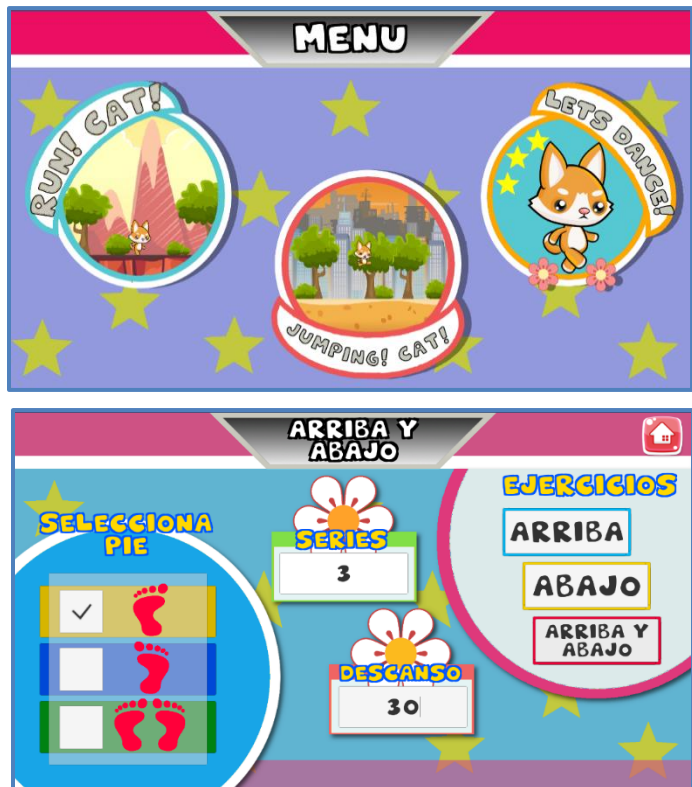 MENU
RUN! CAT!
LETS DANCE!
JUMPING! CAT!
ARRIBA Y
ABAJO
SELECCIONA
PIE
SERIES
3
DESCANSO
30
EJERCICIOS
ARRIBA
ABAJO
ARRIBA Y
ABAJO